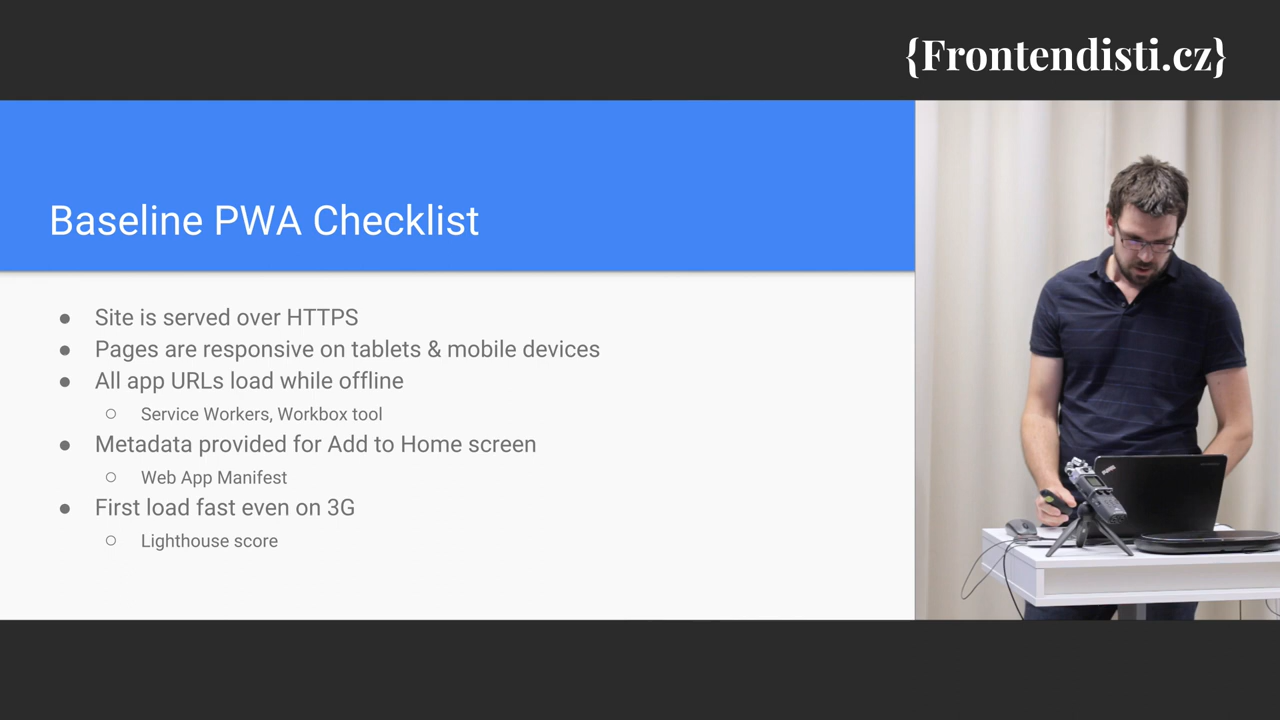 {Frontendisti.cz}
Baseline PWA Checklist
● Site is served over HTTPS
● Pages are responsive on tablets & mobile devices
● All app URLs load while offline
○ Service Workers, Workbox tool
● Metadata provided for Add to Home screen
○ Web App Manifest
● First load fast even on 3G
○ Lighthouse score